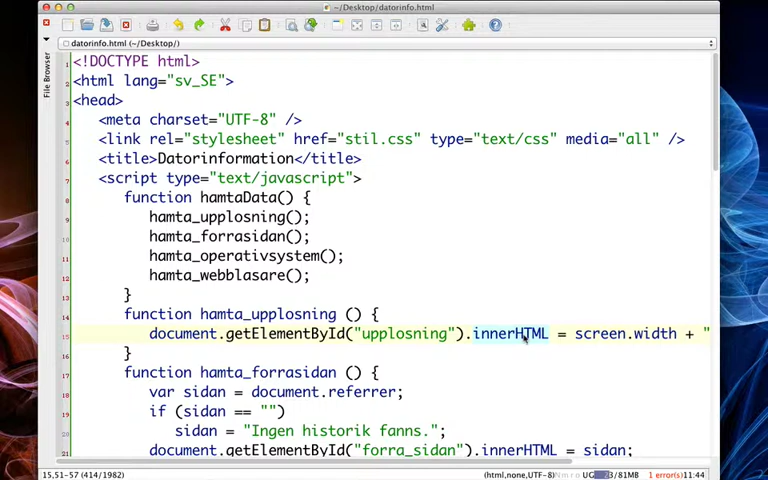 ~/Desktop/datorinfo.html
datorinfo.html (~/Desktop/)
File Browser
1 <!DOCTYPE html>
2 <html lang="sv_SE">
3 <head>
4 <meta charset="UTF-8" />
5 <link rel="stylesheet" href="stil.css" type="text/css" media="all" />
6 <title>Datorinformation</title>
7 <script type="text/javascript">
8 function hamtaData() {
9 hamta_upplosning();
10 hamta_forrasidan();
11 hamta_operativsystem();
12 hamta_webblasare();
13 }
14 function hamta_upplosning () {
15 document.getElementById("upplosning").innerHTML = screen.width + "
16 }
17 function hamta_forrasidan () {
18 var sidan = document.referrer;
19 if (sidan == "")
20 sidan = "Ingen historik fanns.";
21 document.getElementById("forra_sidan").innerHTML = sidan;
15,51-57 (414/1982)
(html,none,UTF-8)
23/81MB
1 error(s)
11:44